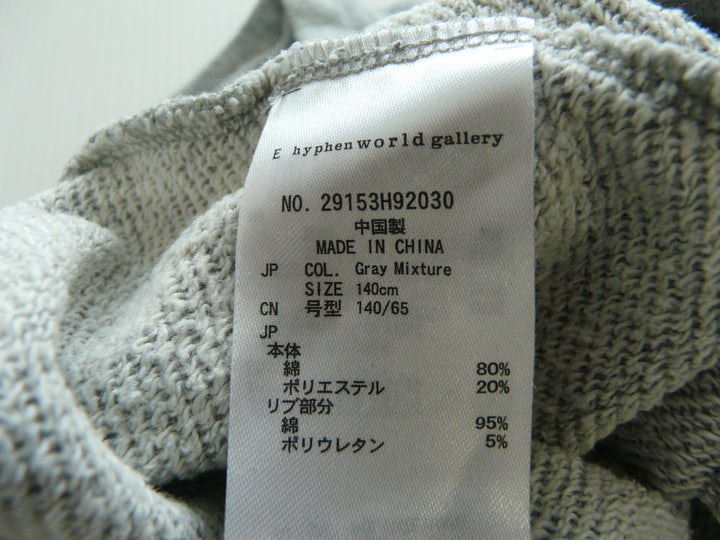 E hyphen world gallery
NO. 29153H92030
中国製
MADE IN CHINA
JP COL. Gray Mixture
SIZE 140cm
CN 号型 140/65
JP
本体
綿 80%
ポリエステル 20%
リブ部分
綿 95%
ポリウレタン 5%